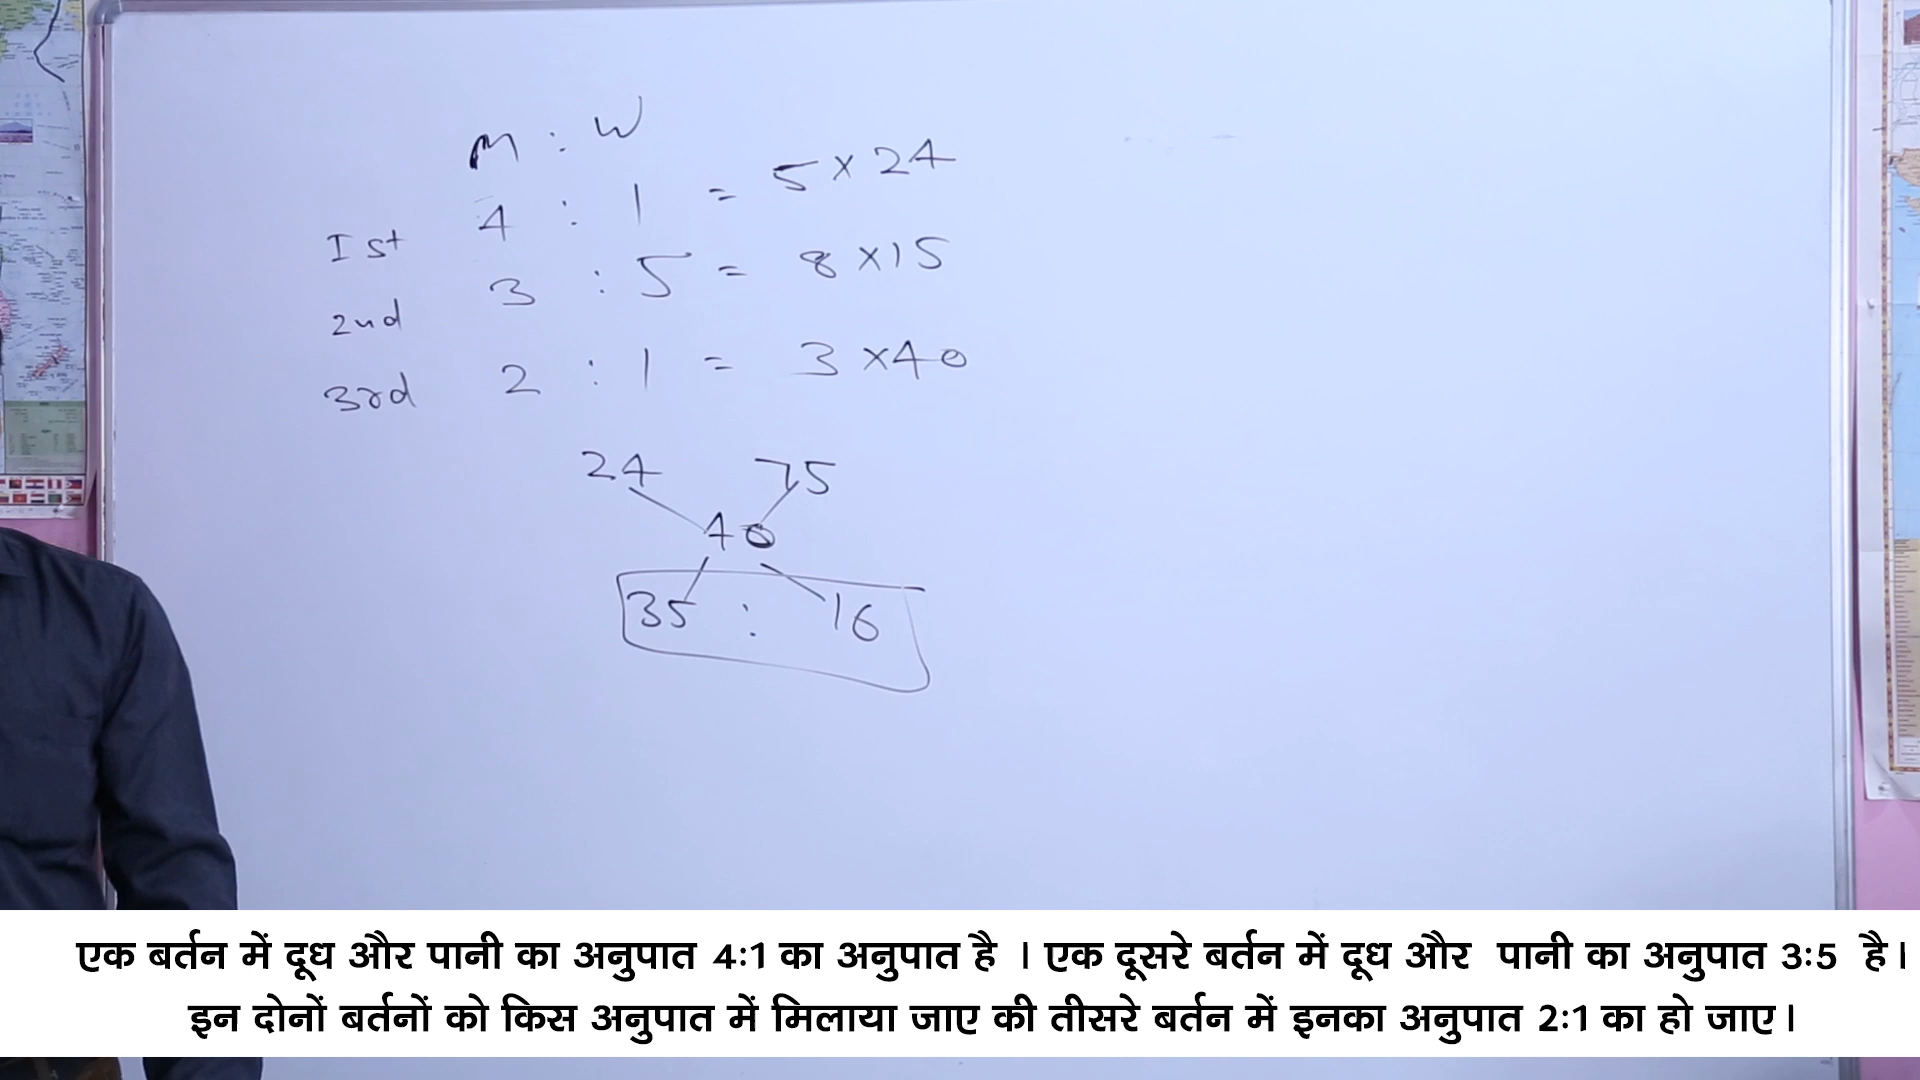 M : W
Ist 4 : 1 = 5 x 24
2nd 3 : 5 = 8 x 15
3rd 2 : 1 = 3 x 40
24 75
40
35 : 16
एक बर्तन में दूध और पानी का अनुपात 4:1 का अनुपात है । एक दूसरे बर्तन में दूध और पानी का अनुपात 3:5 है।
इन दोनों बर्तनों को किस अनुपात में मिलाया जाए की तीसरे बर्तन में इनका अनुपात 2:1 का हो जाए।